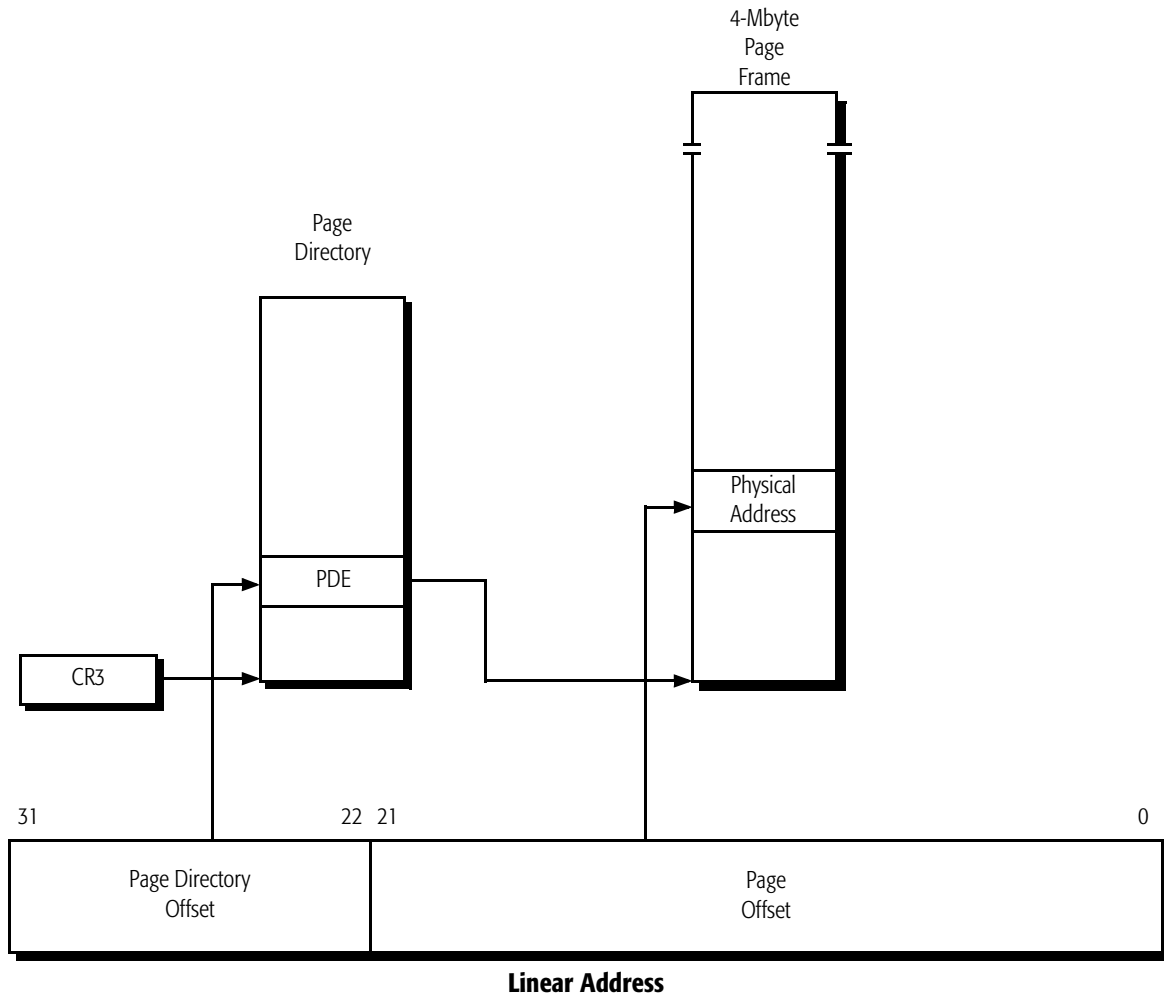 4-Mbyte
Page
Frame
Page
Directory
Physical
Address
PDE
CR3
31
22
21
0
Page Directory
Offset
Page
Offset
Linear Address